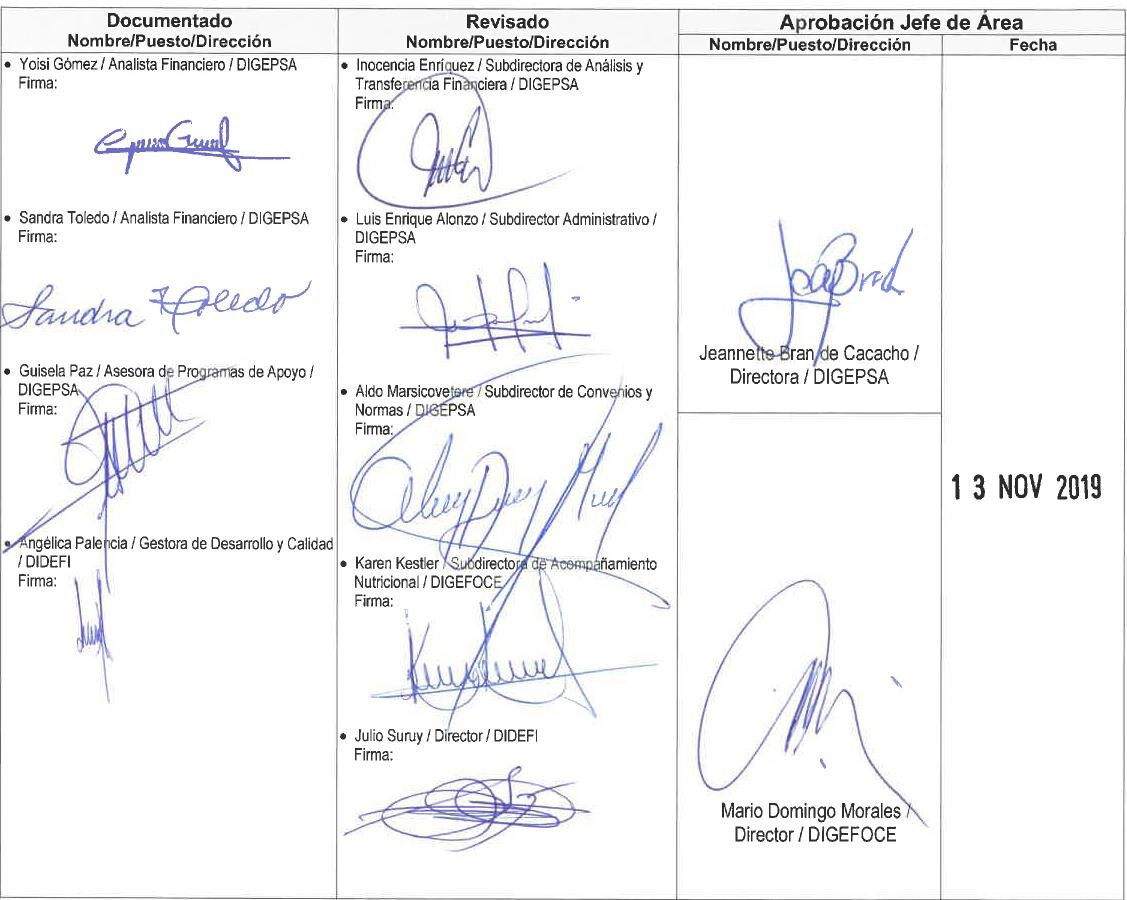 Documentado
Nombre/Puesto/Dirección
• Yoisi Gómez / Analista Financiero / DIGEPSA
Firma:
• Sandra Toledo / Analista Financiero / DIGEPSA
Firma:
Sandra Toledo
• Guisela Paz / Asesora de Programas de Apoyo /
DIGEPSA
Firma:
• Angélica Palencia / Gestora de Desarrollo y Calidad
/ DIDEFI
Firma:
Revisado
Nombre/Puesto/Dirección
• Inocencia Enríquez / Subdirectora de Análisis y
Transferencia Financiera / DIGEPSA
Firma:
• Luis Enrique Alonzo / Subdirector Administrativo /
DIGEPSA
Firma:
• Aldo Marsicovetere / Subdirector de Convenios y
Normas / DIGEPSA
Firma:
• Karen Kestler / Subdirectora de Acompañamiento
Nutricional / DIGEFOCE
Firma:
• Julio Suruy / Director / DIDEFI
Firma:
Aprobación Jefe de Área
Nombre/Puesto/Dirección
Jeannette Bran de Cacacho /
Directora / DIGEPSA
Mario Domingo Morales /
Director / DIGEFOCE
Fecha
13 NOV 2019